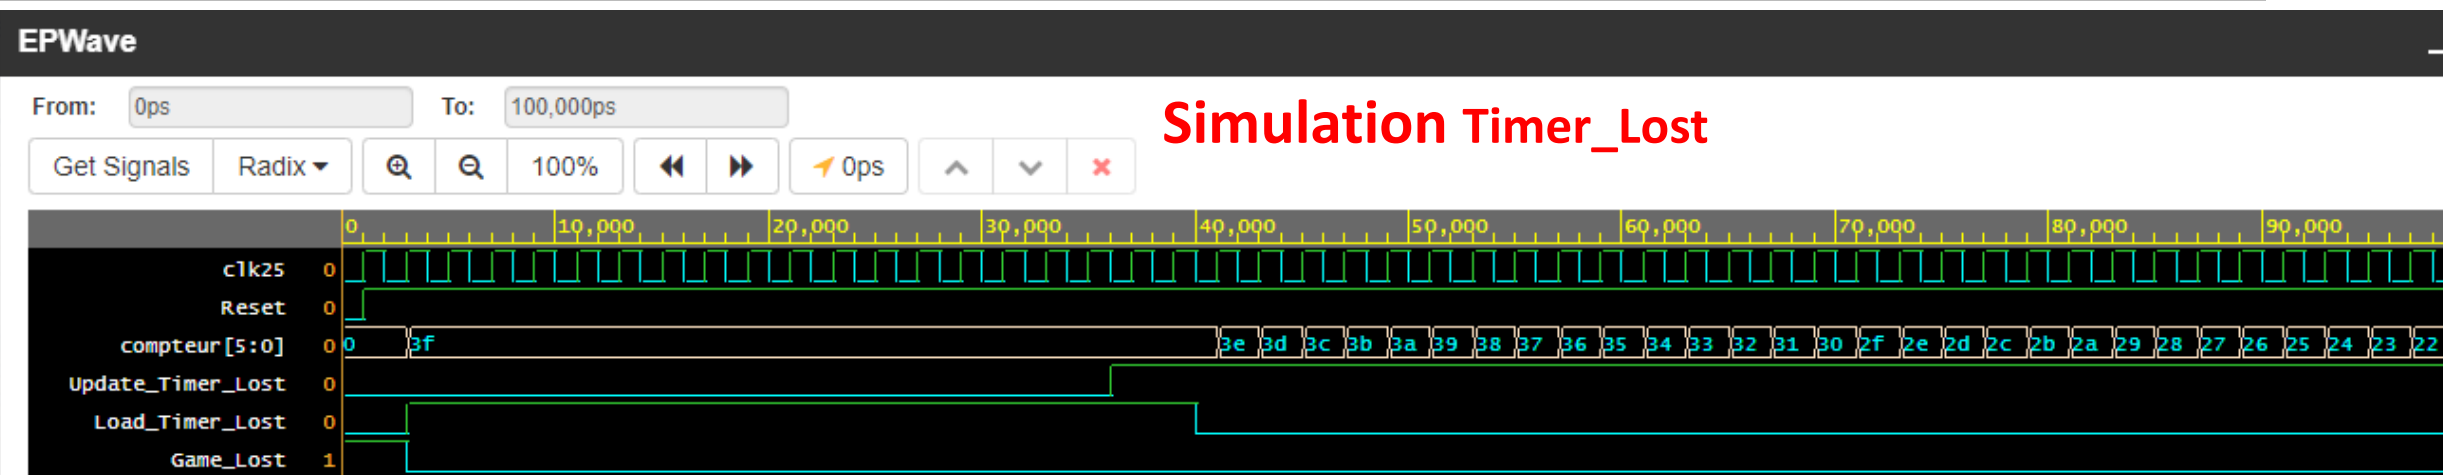 EPWave
From: 0ps To: 100,000ps
Simulation Timer_Lost
Get Signals Radix 100% 0ps
0 10,000 20,000 30,000 40,000 50,000 60,000 70,000 80,000 90,000
clk25 0
Reset 0
compteur[5:0] 0 0 3f 3e 3d 3c 3b 3a 39 38 37 36 35 34 33 32 31 30 2f 2e 2d 2c 2b 2a 29 28 27 26 25 24 23 22
Update_Timer_Lost 0
Load_Timer_Lost 0
Game_Lost 1